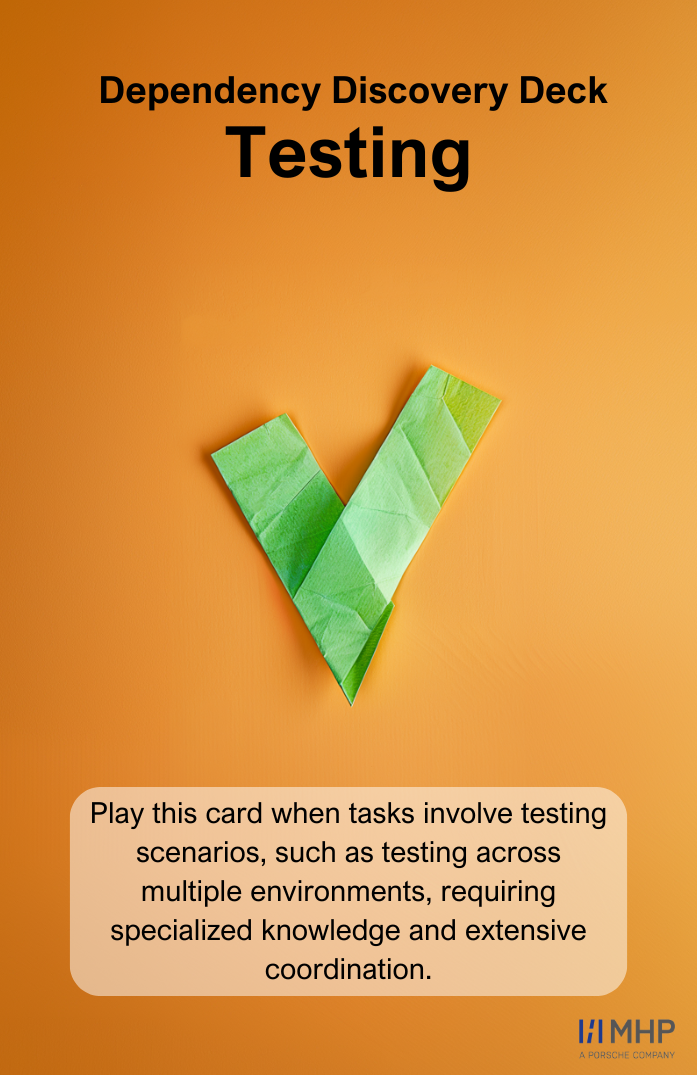 Dependency Discovery Deck
Testing
Play this card when tasks involve testing
scenarios, such as testing across
multiple environments, requiring
specialized knowledge and extensive
coordination.
MHP
A PORSCHE COMPANY